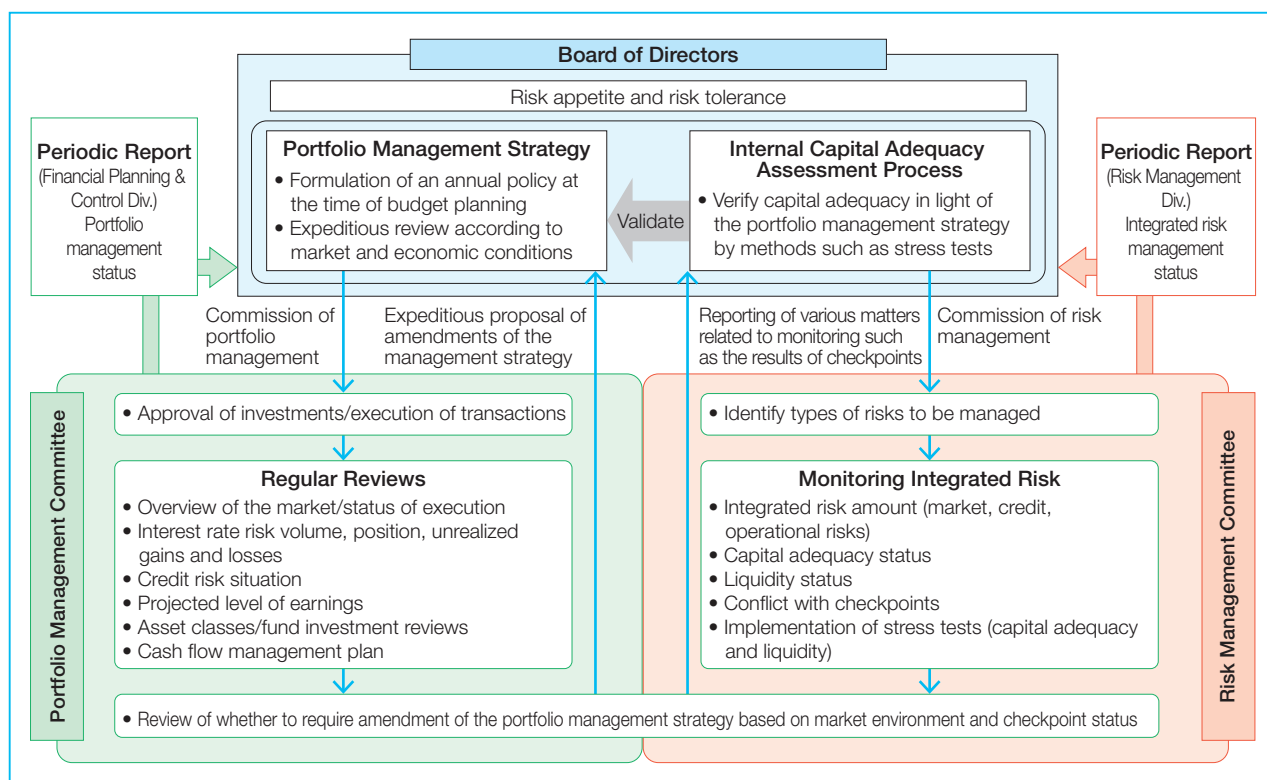 Board of Directors
Risk appetite and risk tolerance
Periodic Report
(Financial Planning &
Control Div.)
Portfolio
management
status
Portfolio Management Strategy
• Formulation of an annual policy at
the time of budget planning
• Expeditious review according to
market and economic conditions
Validate
Internal Capital Adequacy
Assessment Process
• Verify capital adequacy in light of
the portfolio management strategy
by methods such as stress tests
Periodic Report
(Risk Management
Div.)
Integrated risk
management
status
Commission of
portfolio
management
Expeditious proposal of
amendments of the
management strategy
Reporting of various matters
related to monitoring such
as the results of checkpoints
Commission of risk
management
Portfolio Management Committee
• Approval of investments/execution of transactions
Regular Reviews
• Overview of the market/status of execution
• Interest rate risk volume, position, unrealized
gains and losses
• Credit risk situation
• Projected level of earnings
• Asset classes/fund investment reviews
• Cash flow management plan
• Identify types of risks to be managed
Monitoring Integrated Risk
• Integrated risk amount (market, credit,
operational risks)
• Capital adequacy status
• Liquidity status
• Conflict with checkpoints
• Implementation of stress tests (capital adequacy
and liquidity)
Risk Management Committee
• Review of whether to require amendment of the portfolio management strategy based on market environment and checkpoint status